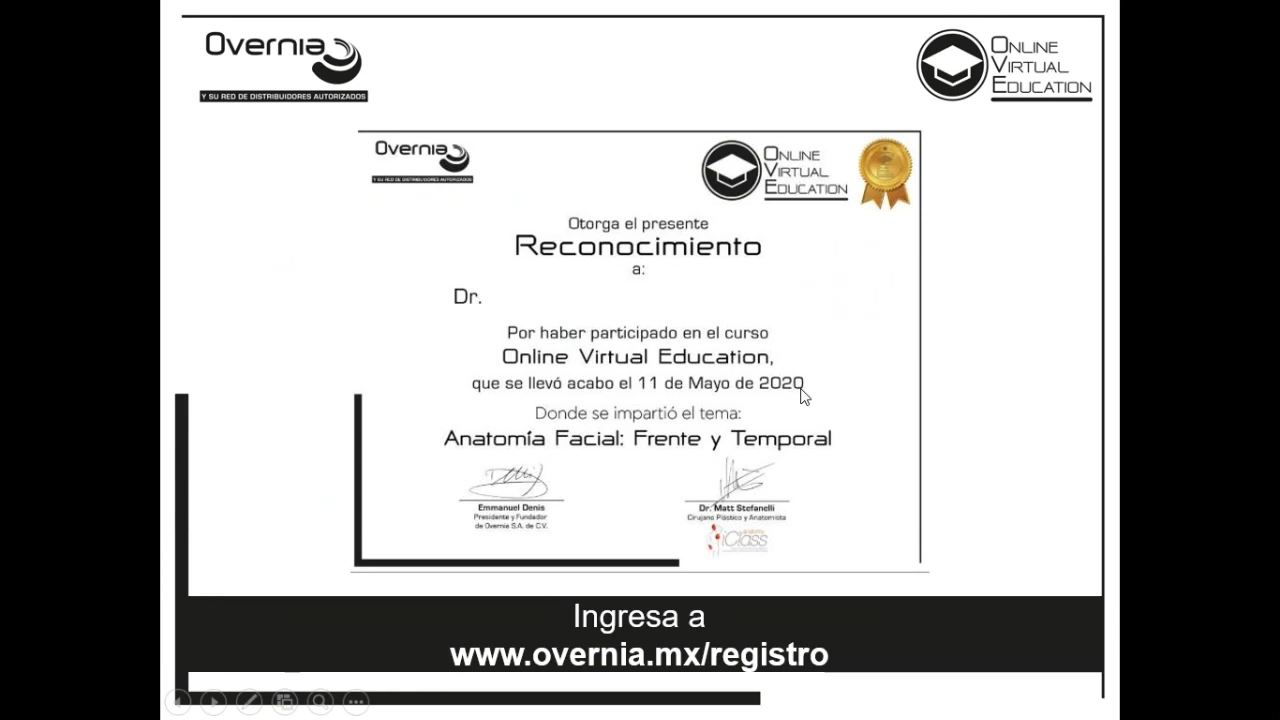 Overnia
Y SU RED DE DISTRIBUIDORES AUTORIZADOS
ONLINE
VIRTUAL
EDUCATION
Overnia
Y SU RED DE DISTRIBUIDORES AUTORIZADOS
ONLINE
VIRTUAL
EDUCATION
Otorga el presente
Reconocimiento
a:
Dr.
Por haber participado en el curso
Online Virtual Education,
que se llevó acabo el 11 de Mayo de 2020
Donde se impartió el tema:
Anatomía Facial: Frente y Temporal
Emmanuel Denis
Presidente y Fundador
de Overnia S.A. de C.V.
Dr. Matt Stefanelli
Cirujano Plástico y Anatomista
iClass
Ingresa a
www.overnia.mx/registro